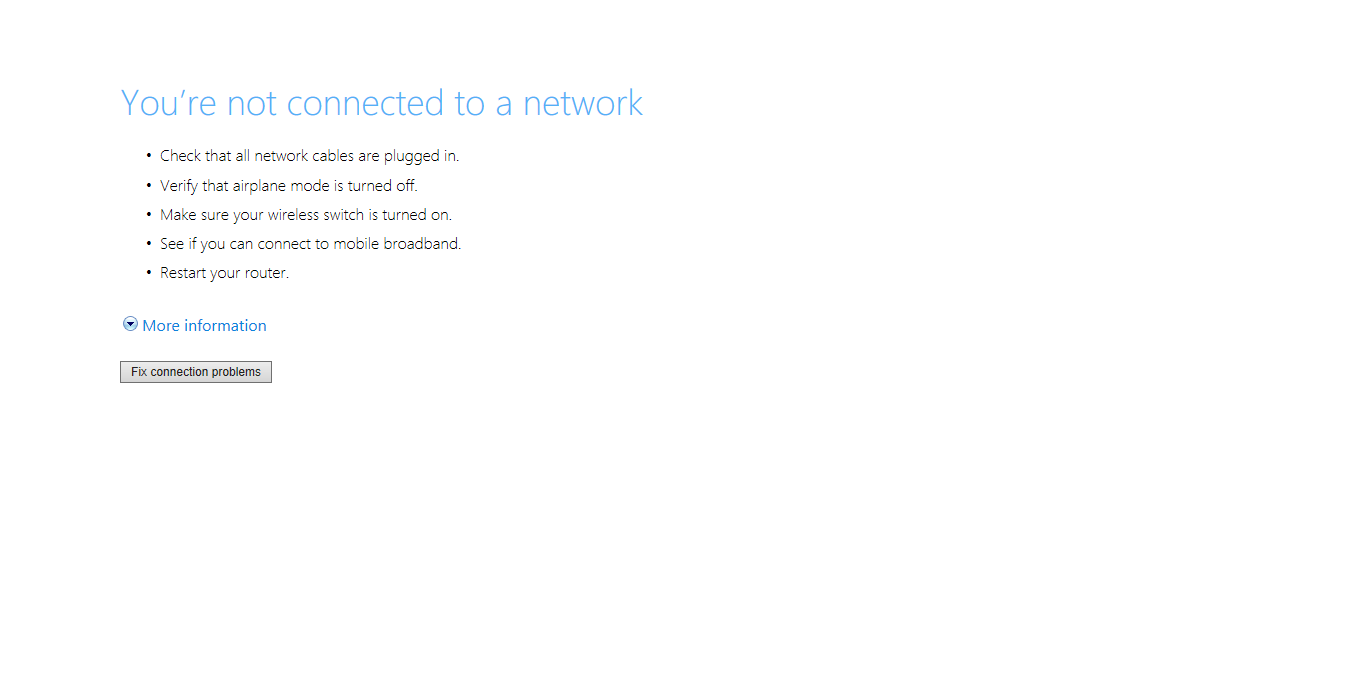 You're not connected to a network
• Check that all network cables are plugged in.
• Verify that airplane mode is turned off.
• Make sure your wireless switch is turned on.
• See if you can connect to mobile broadband.
• Restart your router.
More information
Fix connection problems